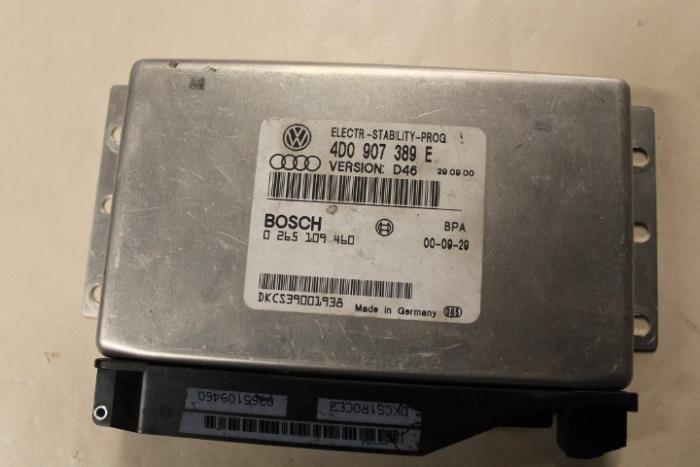 ELECTR-STABILITY-PROG.
4D0 907 389 E
VERSION: D46 29 09 00
BOSCH BPA
0 265 109 460 00-09-29
DKCS39001938 Made in Germany
0265109460 DKCS1R0CE3